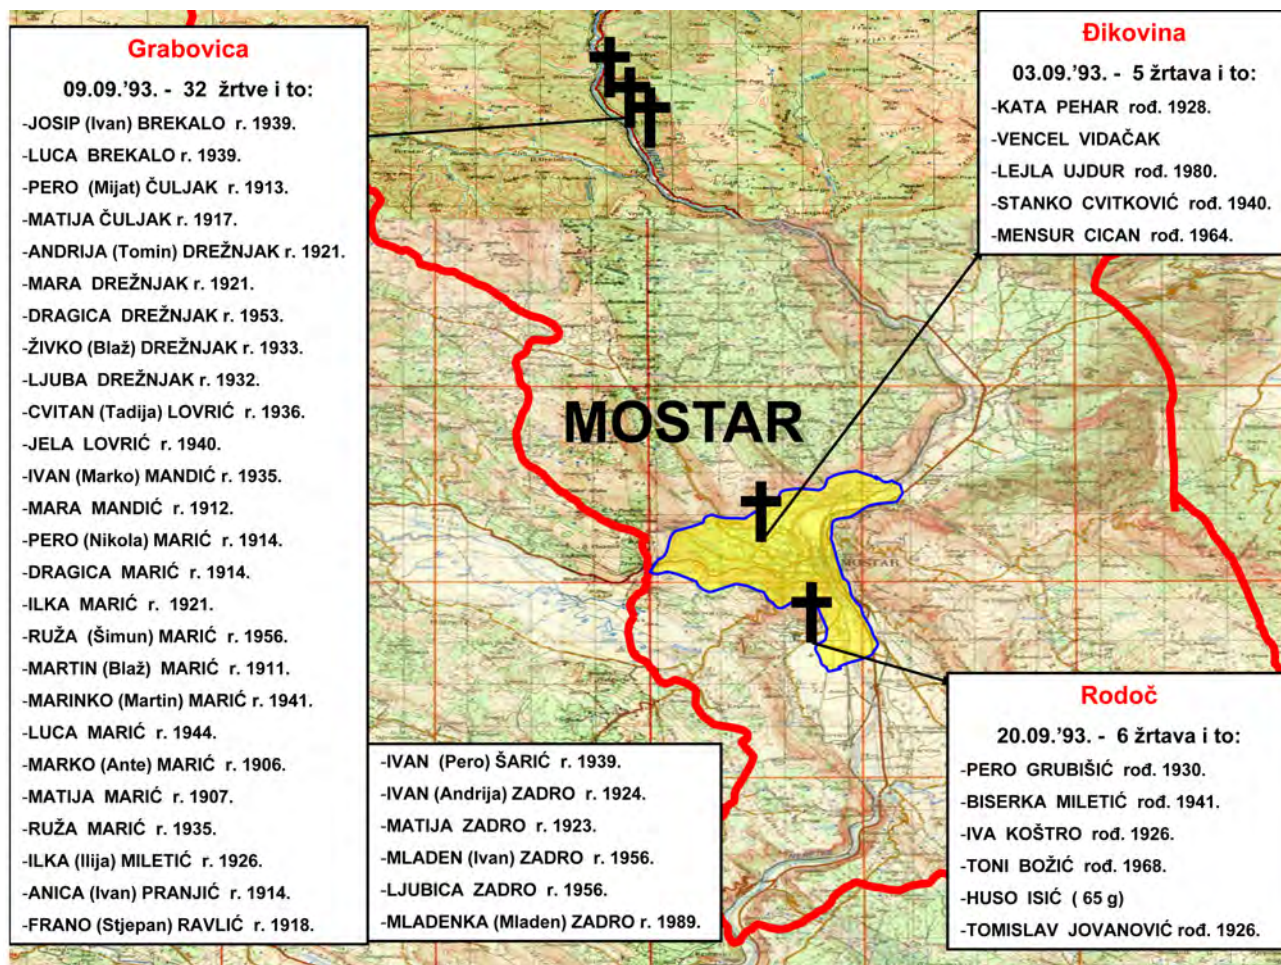 Grabovica
09.09.'93. - 32 žrtve i to:
-JOSIP (Ivan) BREKALO r. 1939.
-LUCA BREKALO r. 1939.
-PERO (Mijat) ČULJAK r. 1913.
-MATIJA ČULJAK r. 1917.
-ANDRIJA (Tomin) DREŽNJAK r. 1921.
-MARA DREŽNJAK r. 1921.
-DRAGICA DREŽNJAK r. 1953.
-ŽIVKO (Blaž) DREŽNJAK r. 1933.
-LJUBA DREŽNJAK r. 1932.
-CVITAN (Tadija) LOVRIĆ r. 1936.
-JELA LOVRIĆ r. 1940.
-IVAN (Marko) MANDIĆ r. 1935.
-MARA MANDIĆ r. 1912.
-PERO (Nikola) MARIĆ r. 1914.
-DRAGICA MARIĆ r. 1914.
-ILKA MARIĆ r. 1921.
-RUŽA (Šimun) MARIĆ r. 1956.
-MARTIN (Blaž) MARIĆ r. 1911.
-MARINKO (Martin) MARIĆ r. 1941.
-LUCA MARIĆ r. 1944.
-MARKO (Ante) MARIĆ r. 1906.
-MATIJA MARIĆ r. 1907.
-RUŽA MARIĆ r. 1935.
-ILKA (Ilija) MILETIĆ r. 1926.
-ANICA (Ivan) PRANJIĆ r. 1914.
-FRANO (Stjepan) RAVLIĆ r. 1918.
-IVAN (Pero) ŠARIĆ r. 1939.
-IVAN (Andrija) ZADRO r. 1924.
-MATIJA ZADRO r. 1923.
-MLADEN (Ivan) ZADRO r. 1956.
-LJUBICA ZADRO r. 1956.
-MLADENKA (Mladen) ZADRO r. 1989.
MOSTAR
MOSTAR
Đikovina
03.09.'93. - 5 žrtava i to:
-KATA PEHAR rođ. 1928.
-VENCEL VIDAČAK
-LEJLA UJDUR rođ. 1980.
-STANKO CVITKOVIĆ rođ. 1940.
-MENSUR CICAN rođ. 1964.
Rodoč
20.09.'93. - 6 žrtava i to:
-PERO GRUBIŠIĆ rođ. 1930.
-BISERKA MILETIĆ rođ. 1941.
-IVA KOŠTRO rođ. 1926.
-TONI BOŽIĆ rođ. 1968.
-HUSO ISIĆ ( 65 g)
-TOMISLAV JOVANOVIĆ rođ. 1926.